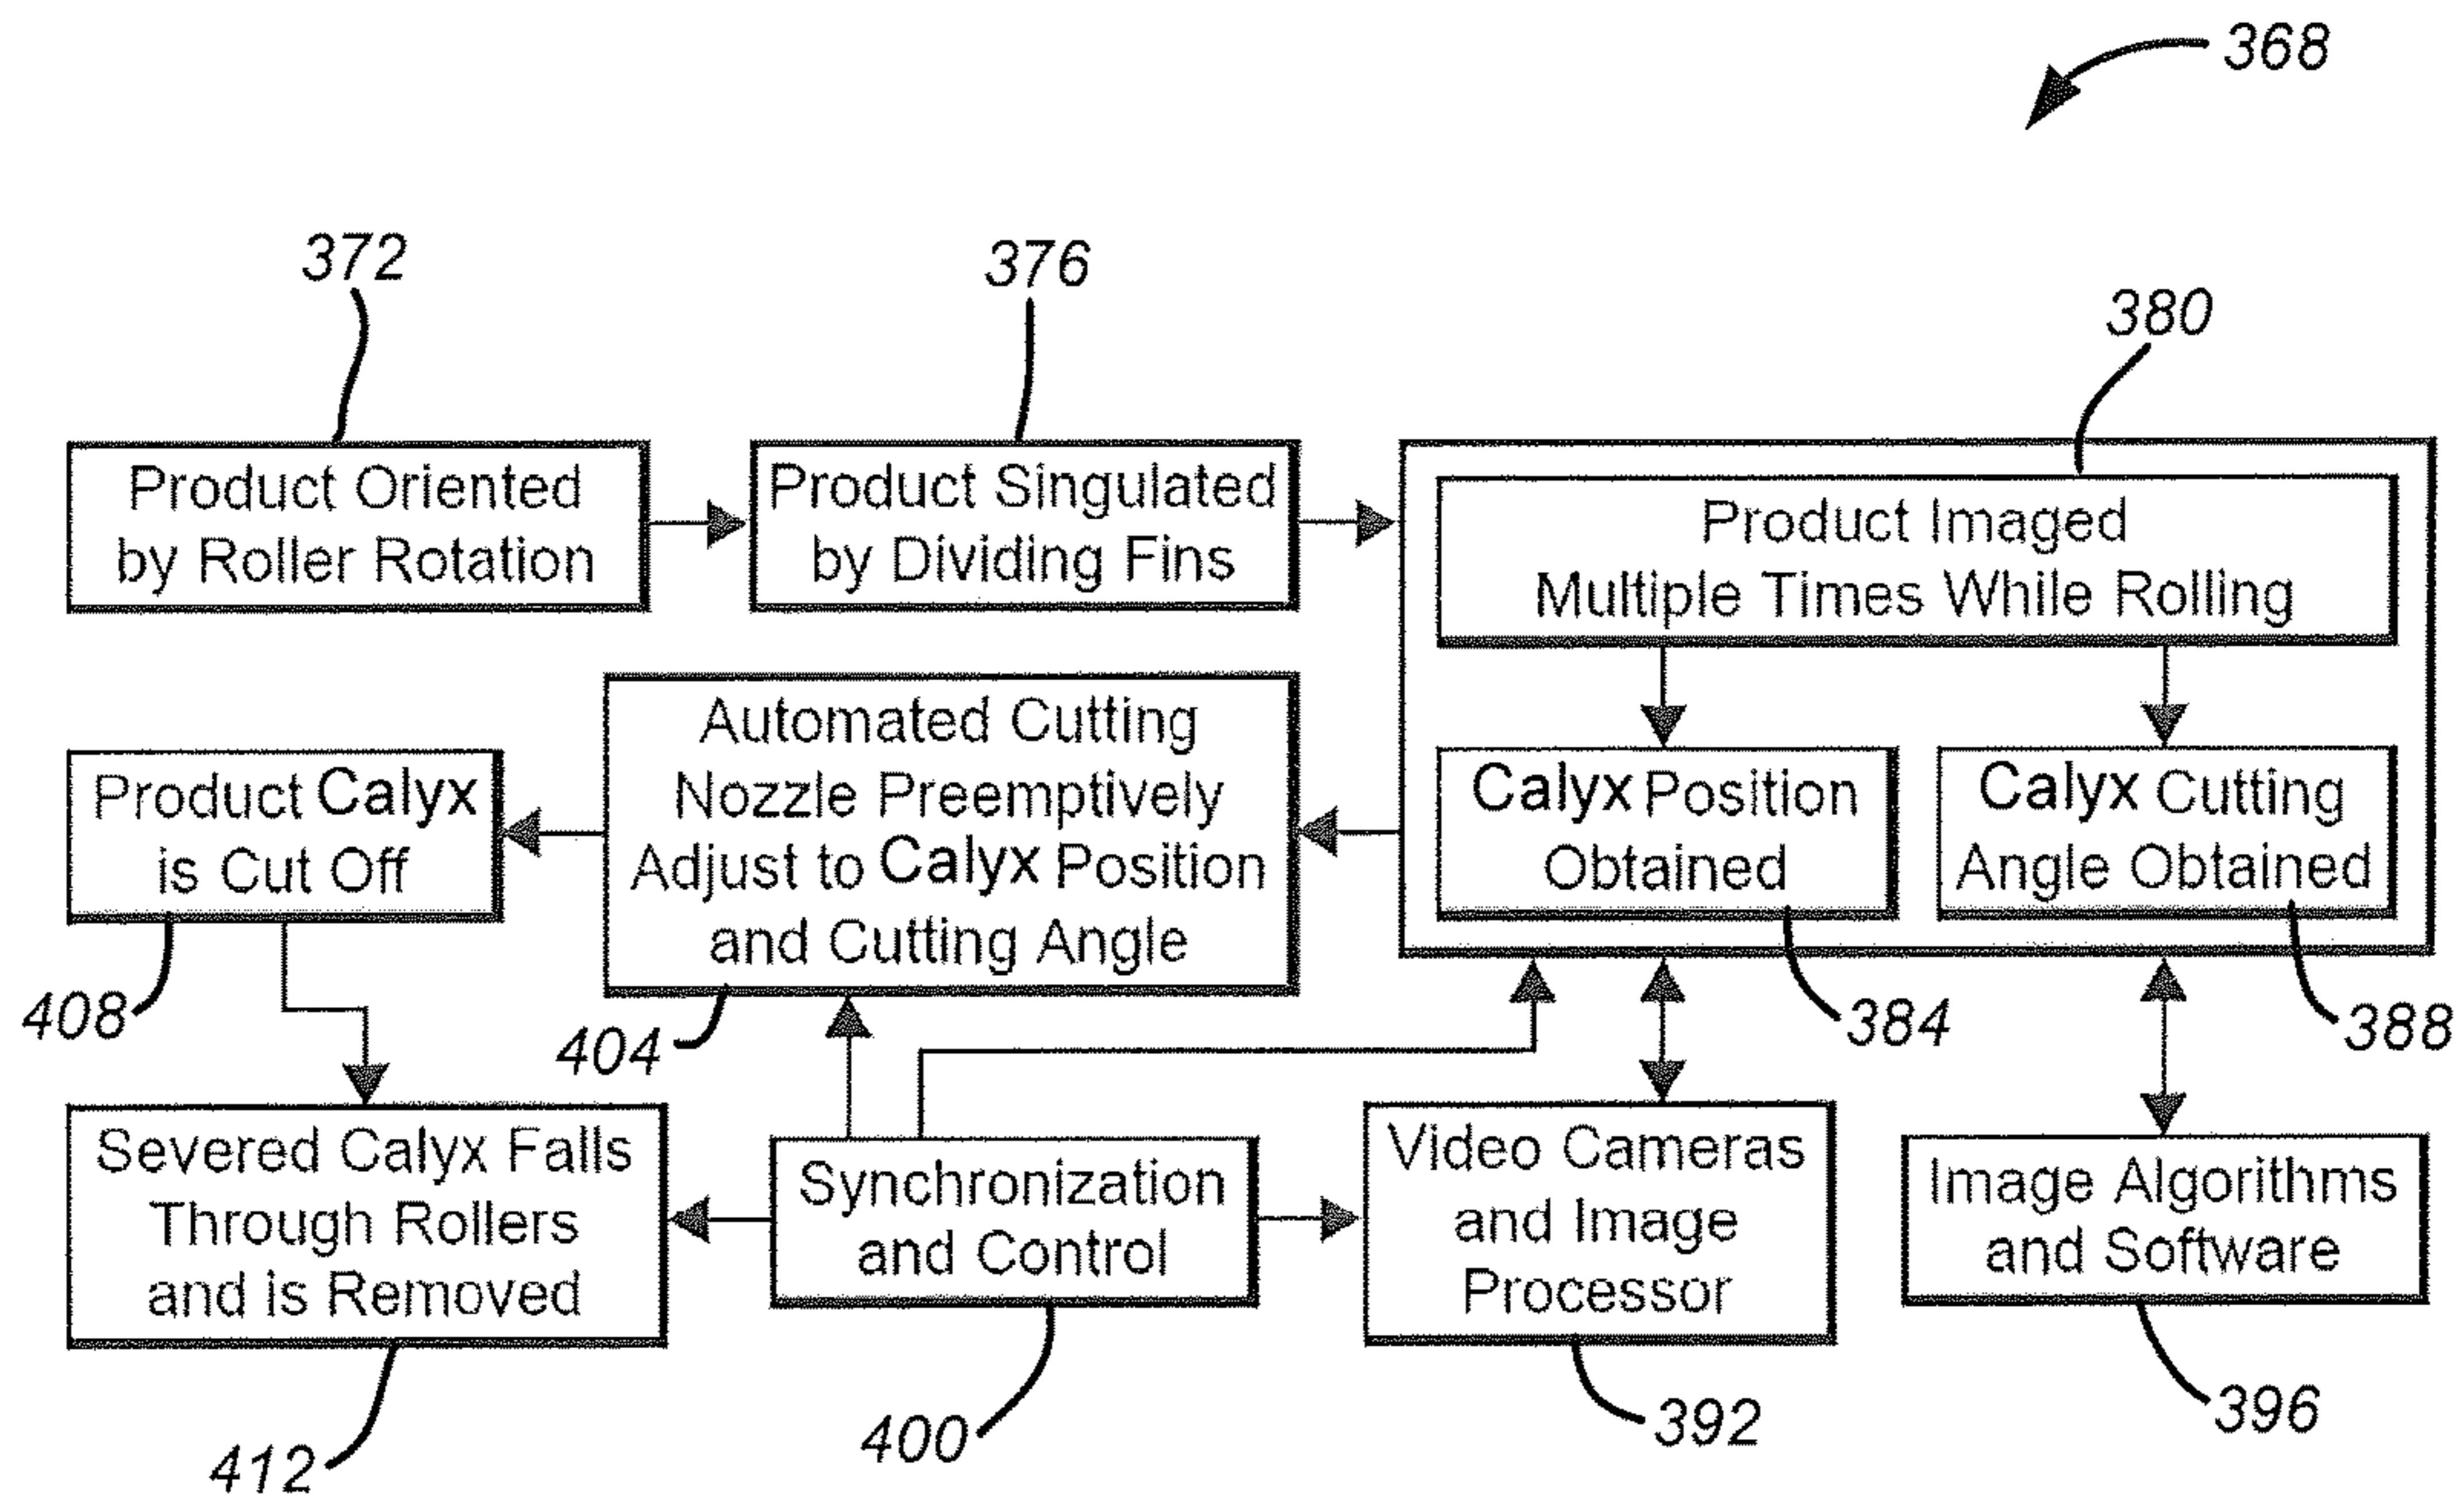 368
372
376
380
Product Oriented
by Roller Rotation
Product Singulated
by Dividing Fins
Product Imaged
Multiple Times While Rolling
Calyx Position
Obtained
Calyx Cutting
Angle Obtained
Automated Cutting
Nozzle Preemptively
Adjust to Calyx Position
and Cutting Angle
Product Calyx
is Cut Off
408
404
384
388
Severed Calyx Falls
Through Rollers
and is Removed
Synchronization
and Control
Video Cameras
and Image
Processor
Image Algorithms
and Software
412
400
392
396